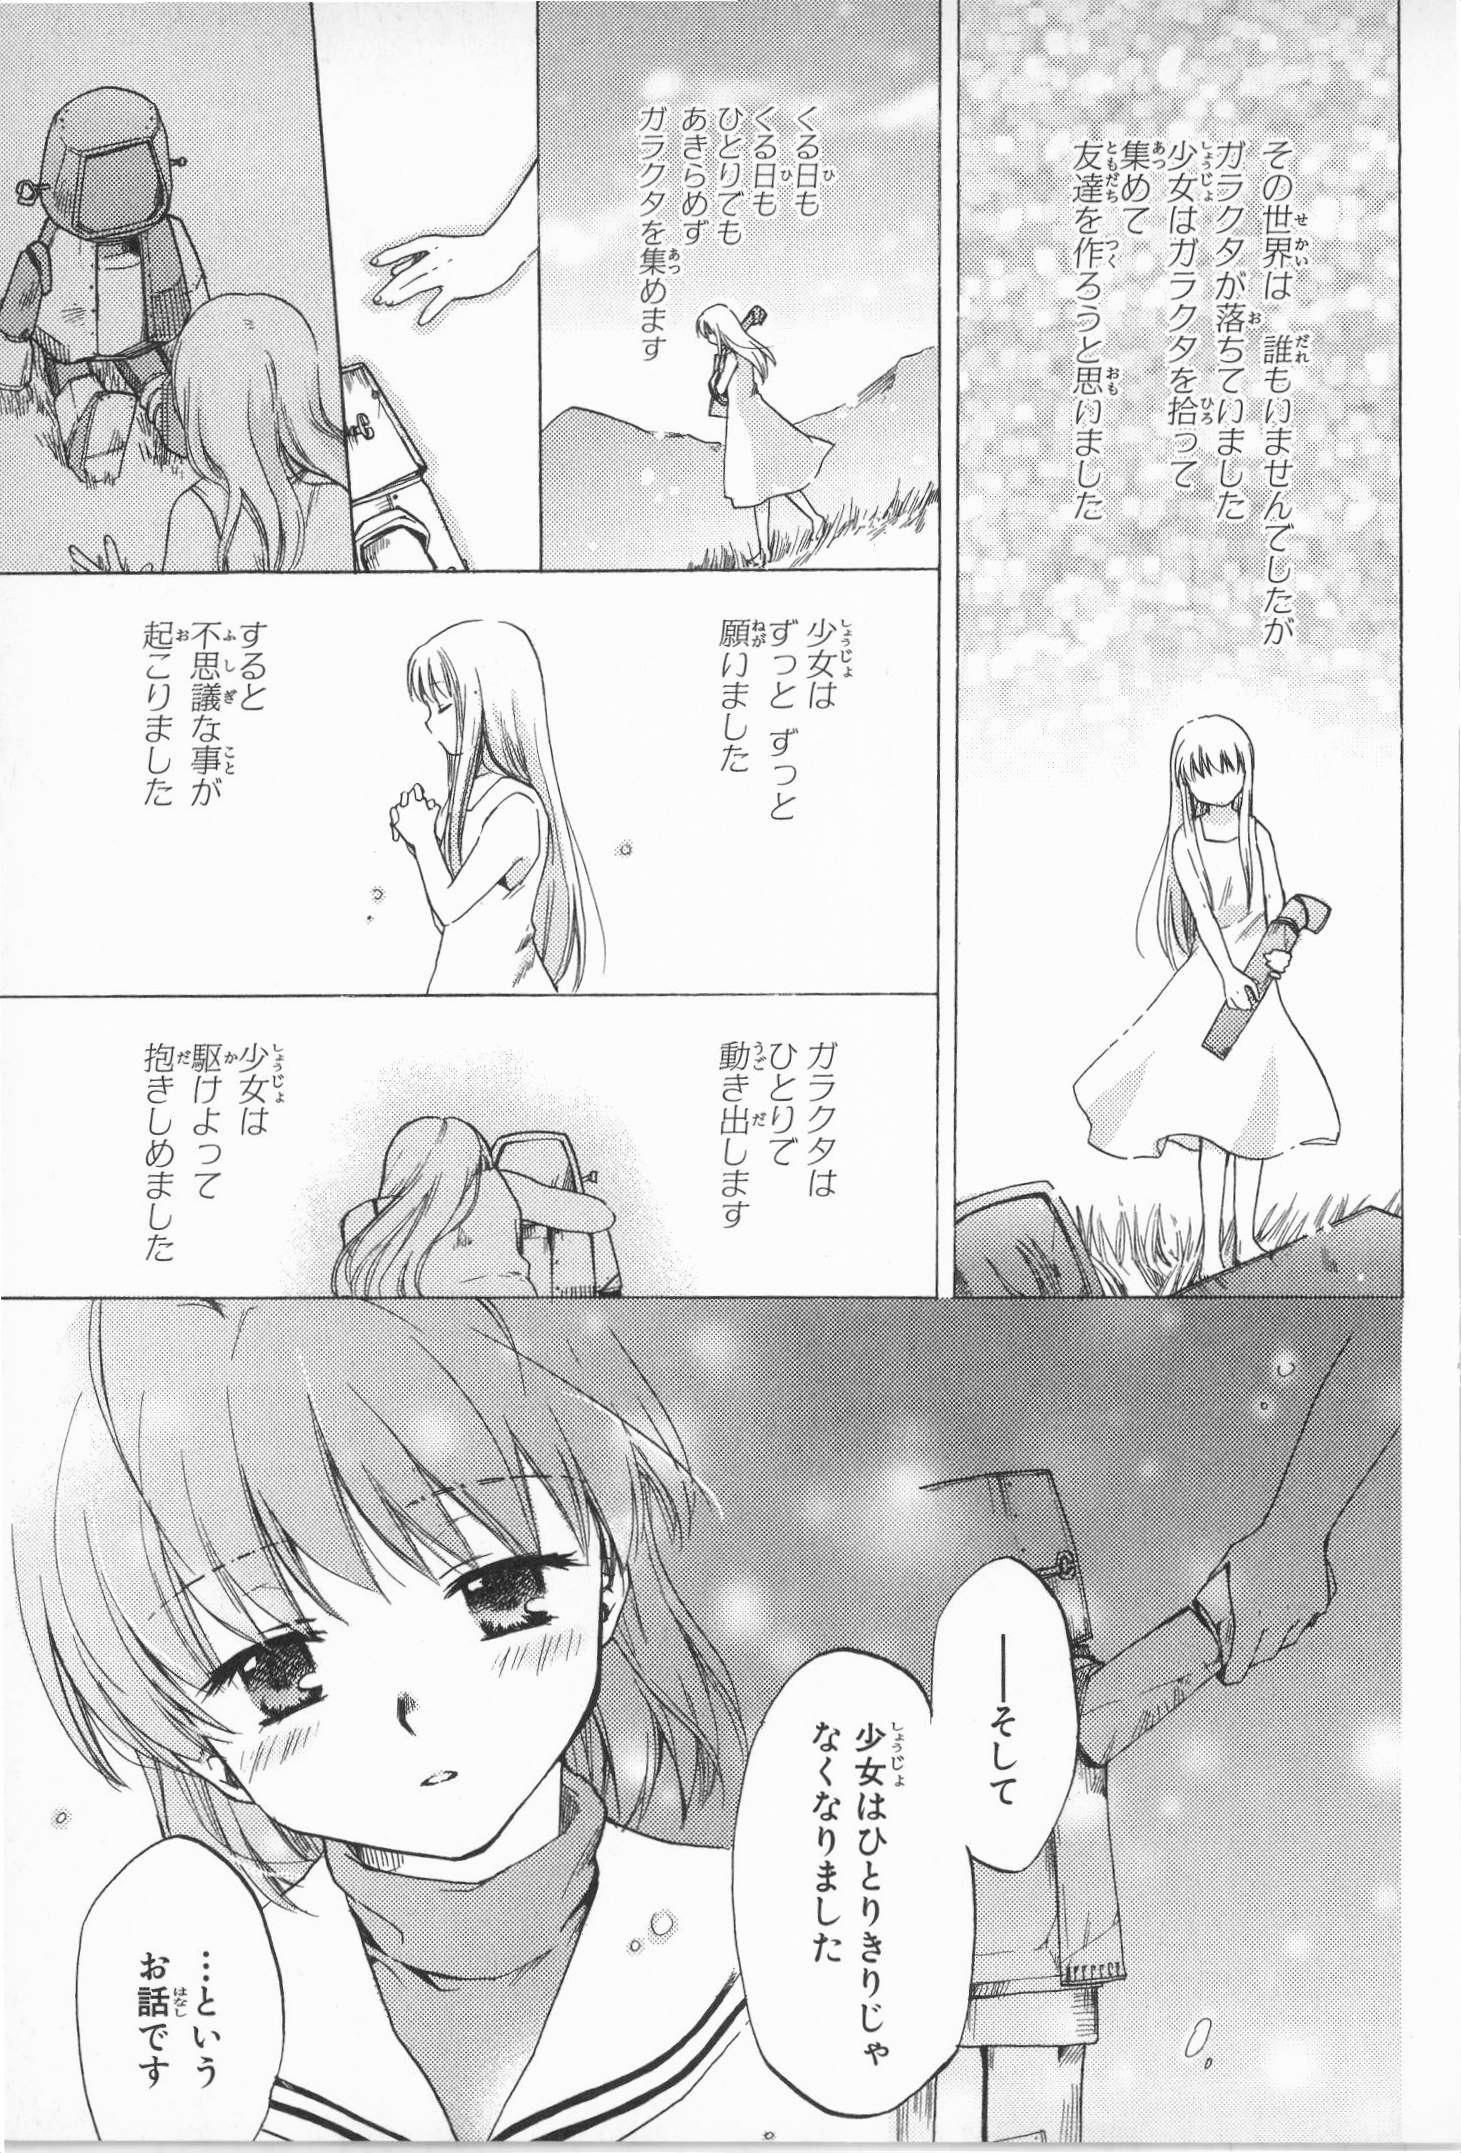 その世界は　誰もいませんでしたが
ガラクタが落ちていました
少女はガラクタを拾って
集めて
友達を作ろうと思いました
くる日も
くる日も
ひとりでも
あきらめず
ガラクタを集めます
少女は
ずっと ずっと
願いました
すると
不思議な事が
起こりました
ガラクタは
ひとりで
動き出します
少女は
駆けよって
抱きしめました
――そして
少女はひとりきりじゃ
なくなりました
…という
お話です